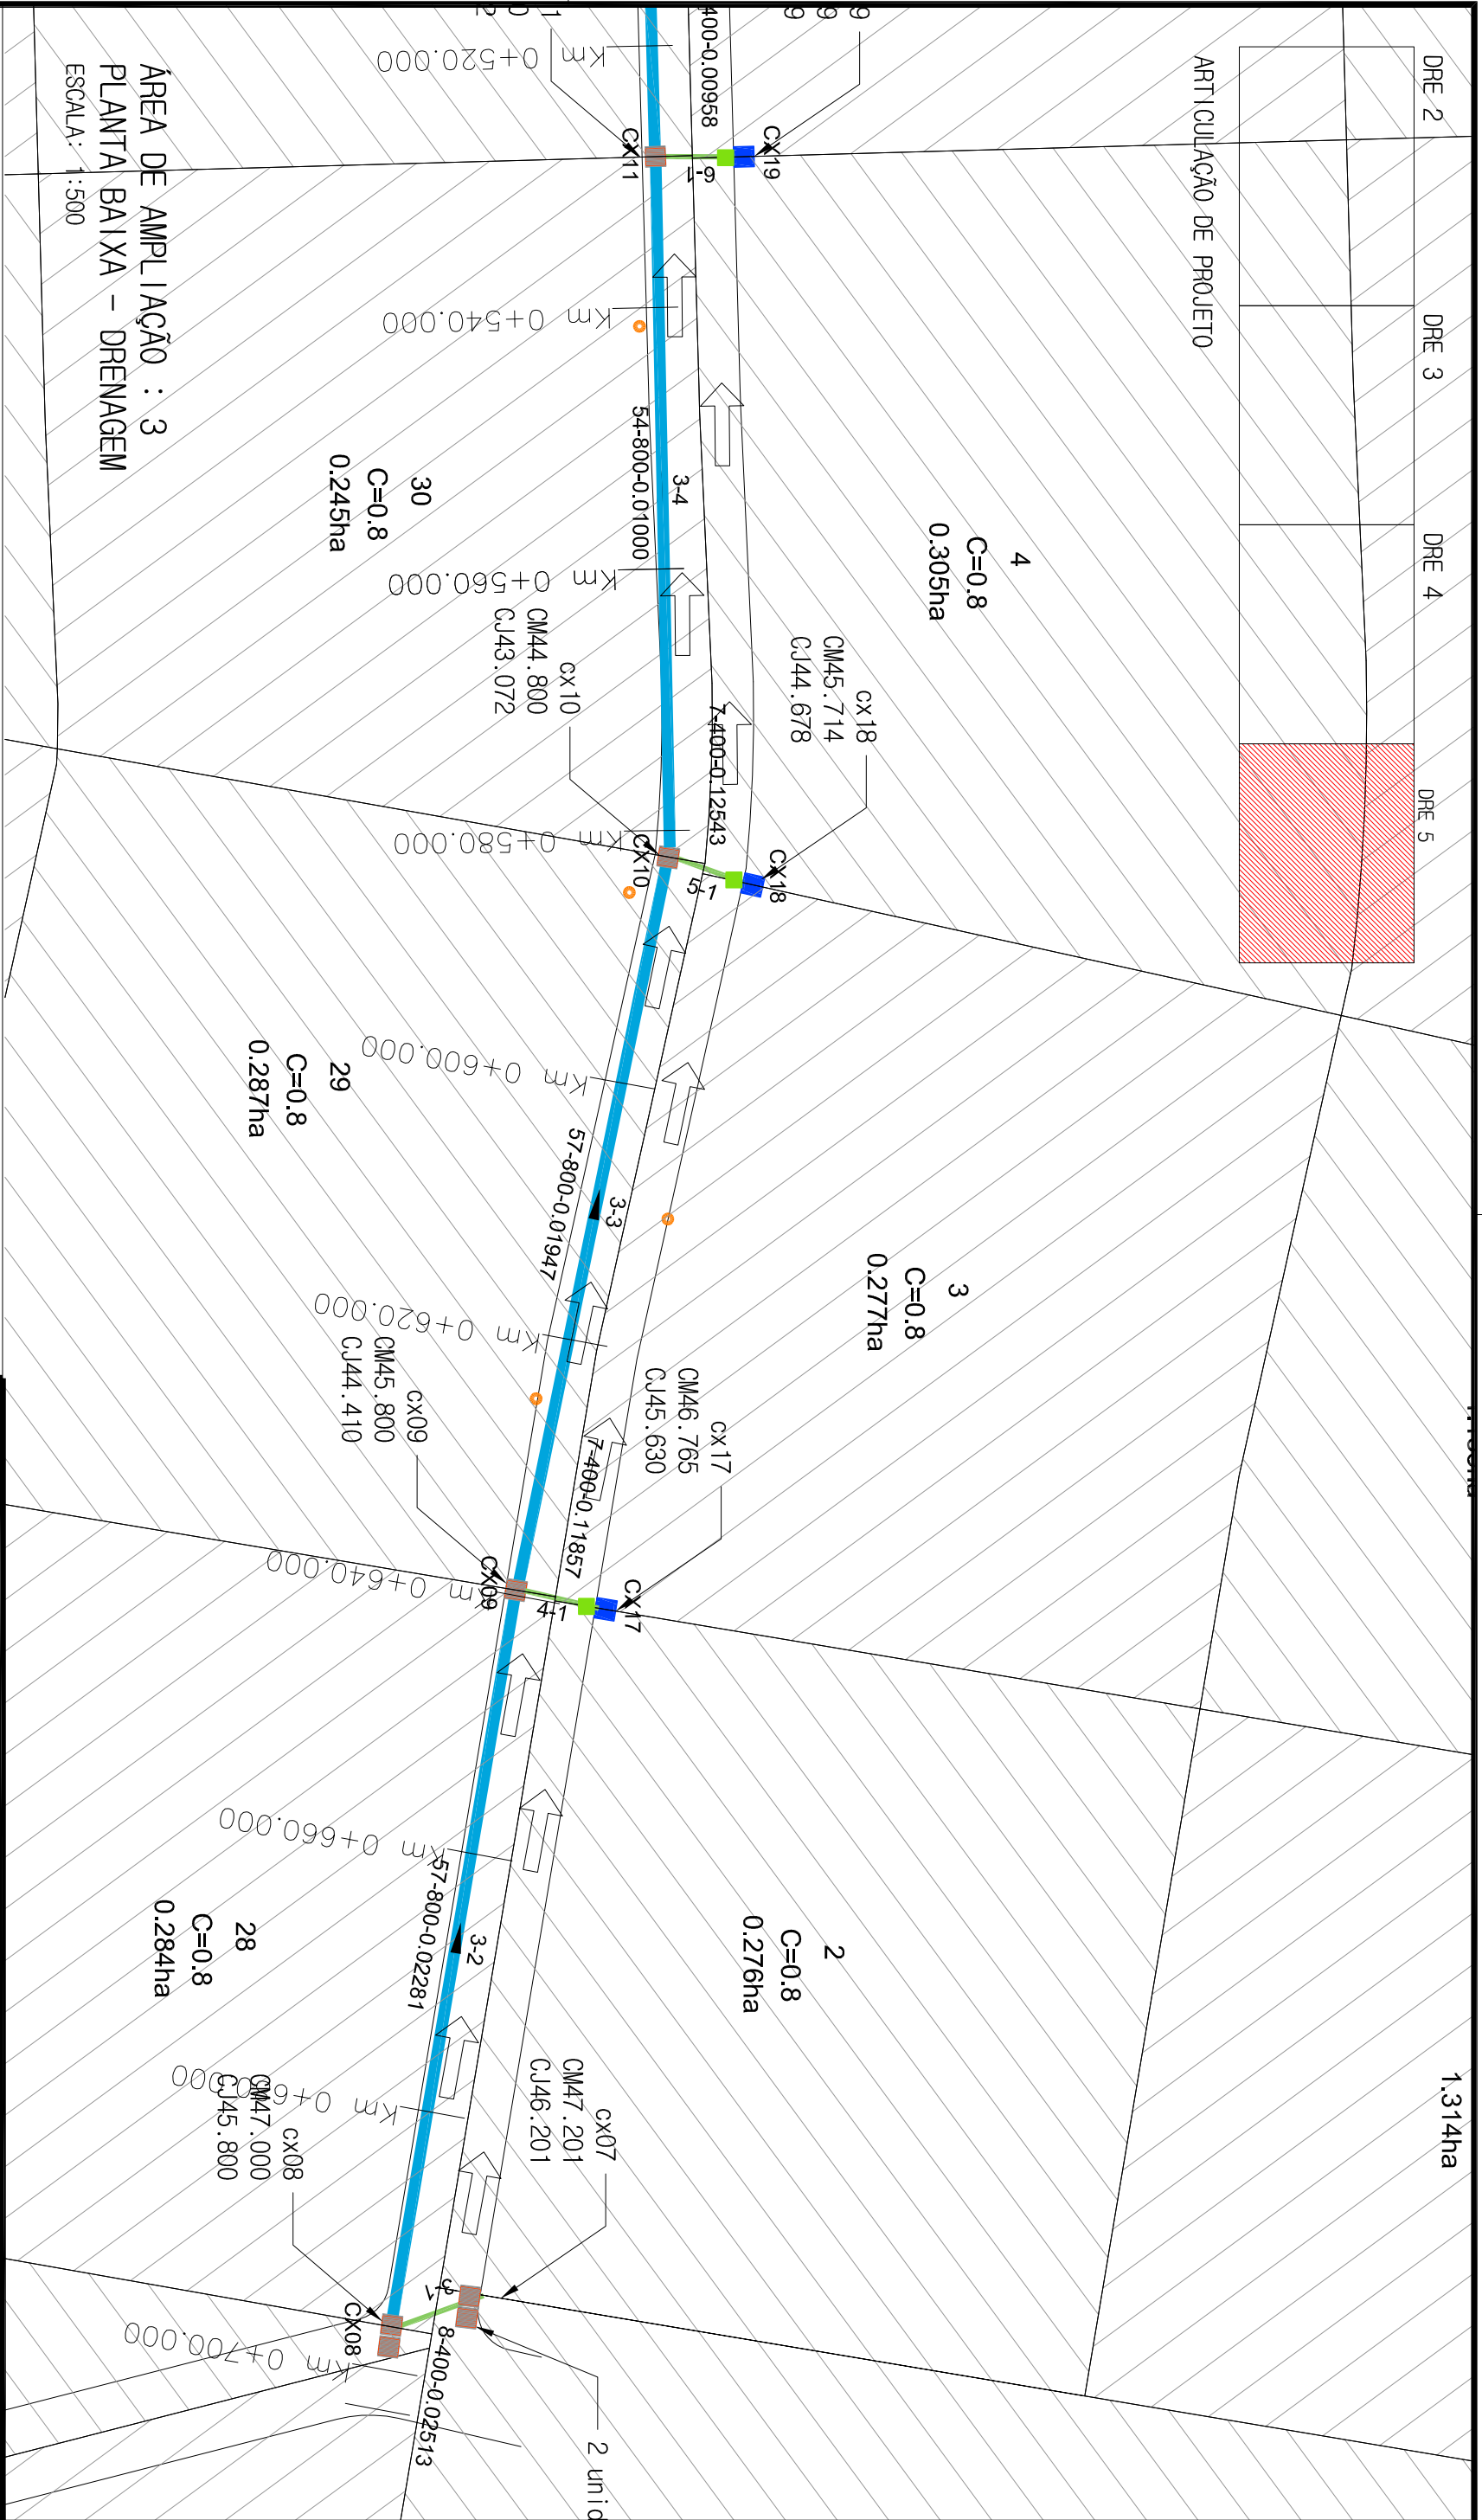 DRE 2
DRE 3
DRE 4
DRE 5
ARTICULAÇÃO DE PROJETO
1.314ha
4
C=0.8
0.305ha
3
C=0.8
0.277ha
2
C=0.8
0.276ha
CX19
cx18
CM45.714
CJ44.678
CX18
cx17
CM46.765
CJ45.630
CX17
cx07
CM47.201
CJ46.201
2 unid
400-0.00958
6-1
7-400-0.12543
5-1
7-400-0.11857
4-1
3-1
8-400-0.02513
3-4
54-800-0.01000
3-3
57-800-0.01947
3-2
57-800-0.02281
CX11
cx10
CM44.800
CJ43.072
CX10
cx09
CM45.800
CJ44.410
CX09
cx08
CM47.000
CJ45.800
CX08
Km 0+520.000
Km 0+540.000
Km 0+560.000
Km 0+580.000
Km 0+600.000
Km 0+620.000
Km 0+640.000
Km 0+660.000
Km 0+700.000
30
C=0.8
0.245ha
29
C=0.8
0.287ha
28
C=0.8
0.284ha
ÁREA DE AMPLIAÇÃO : 3
PLANTA BAIXA - DRENAGEM
ESCALA: 1:500